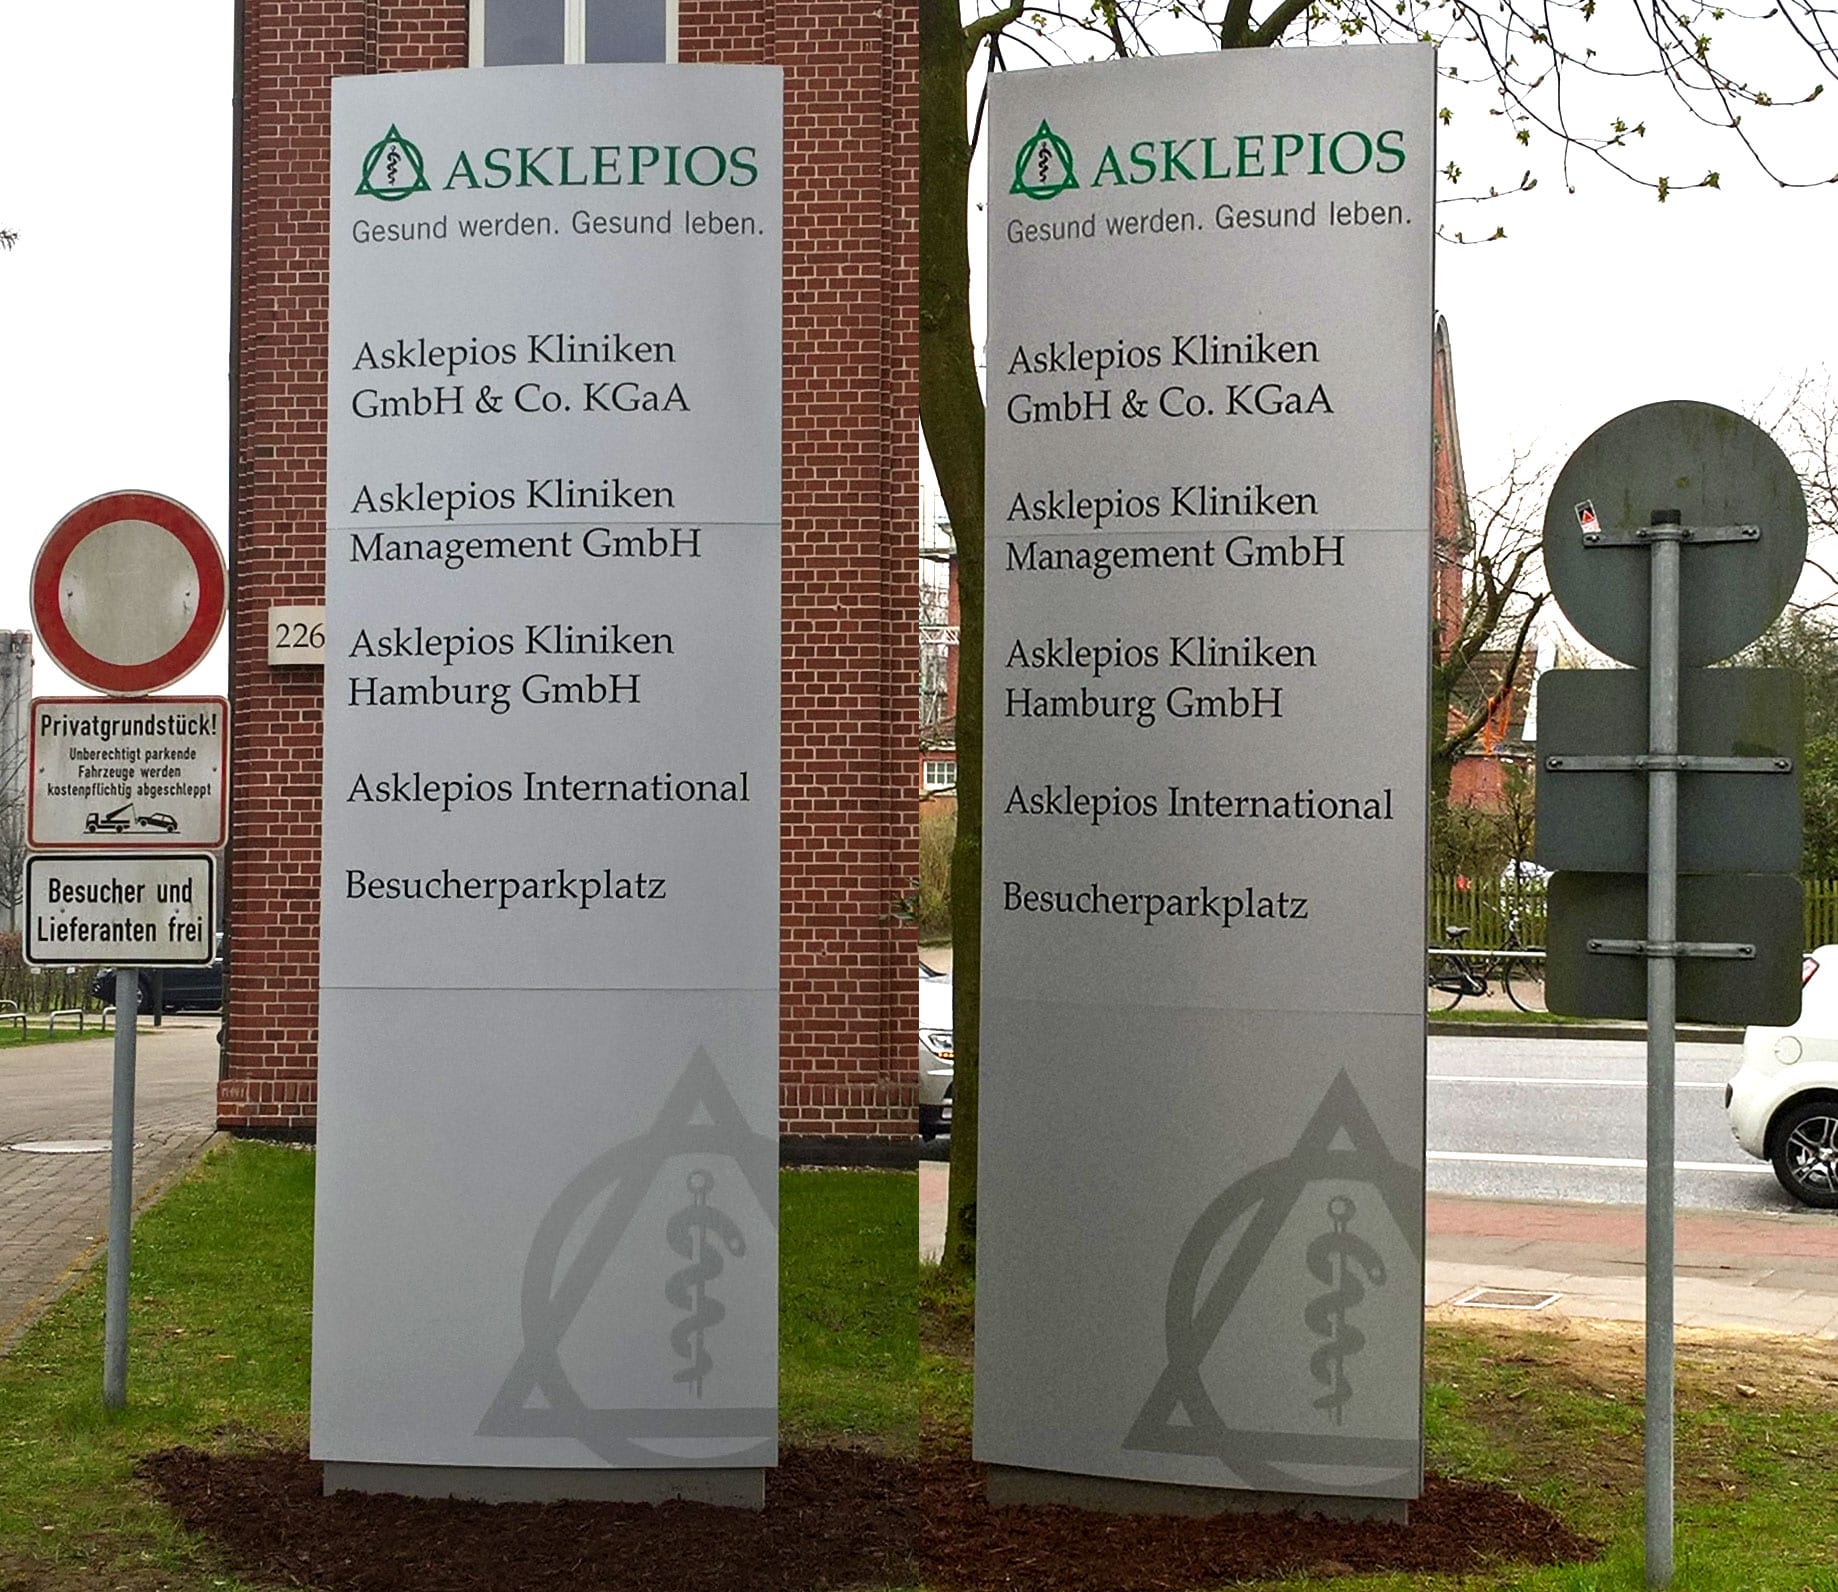 ASKLEPIOS
Gesund werden. Gesund leben.
Asklepios Kliniken
GmbH & Co. KGaA
Asklepios Kliniken
Management GmbH
Asklepios Kliniken
Hamburg GmbH
Asklepios International
Besucherparkplatz
226
Privatgrundstück!
Unberechtigt parkende
Fahrzeuge werden
kostenpflichtig abgeschleppt
Besucher und
Lieferanten frei
ASKLEPIOS
Gesund werden. Gesund leben.
Asklepios Kliniken
GmbH & Co. KGaA
Asklepios Kliniken
Management GmbH
Asklepios Kliniken
Hamburg GmbH
Asklepios International
Besucherparkplatz